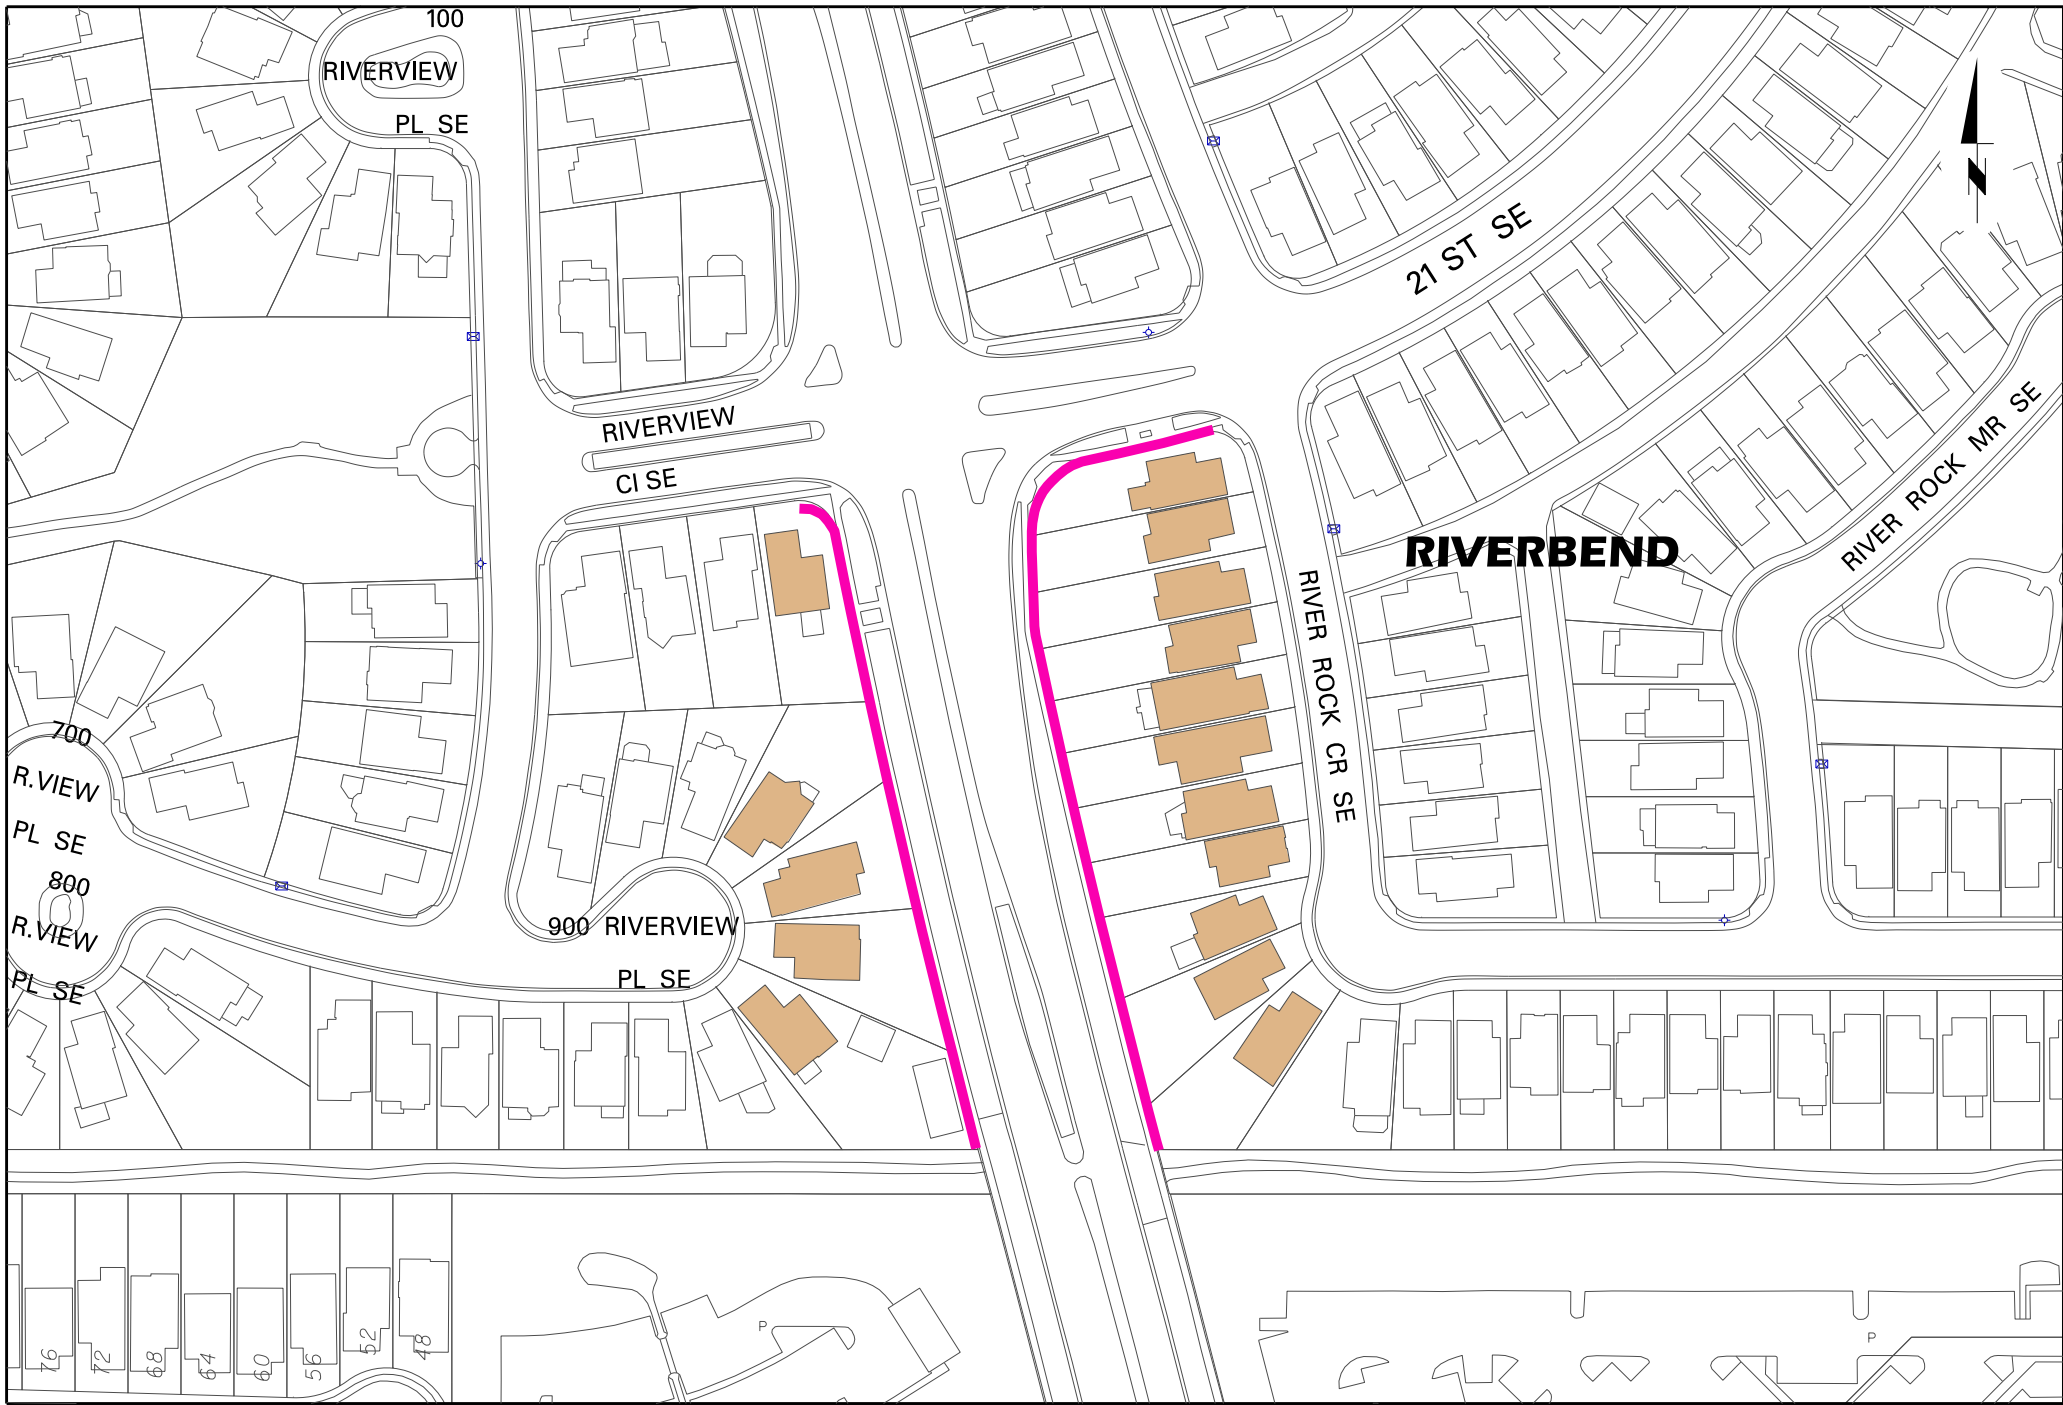 100
RIVERVIEW
PL SE
N
21 ST SE
RIVERVIEW
CI SE
RIVER ROCK MR SE
RIVERBEND
RIVER ROCK CR SE
700
R.VIEW
PL SE
800
R.VIEW
PL SE
900 RIVERVIEW
PL SE
P
P
76
72
68
64
60
56
52
48